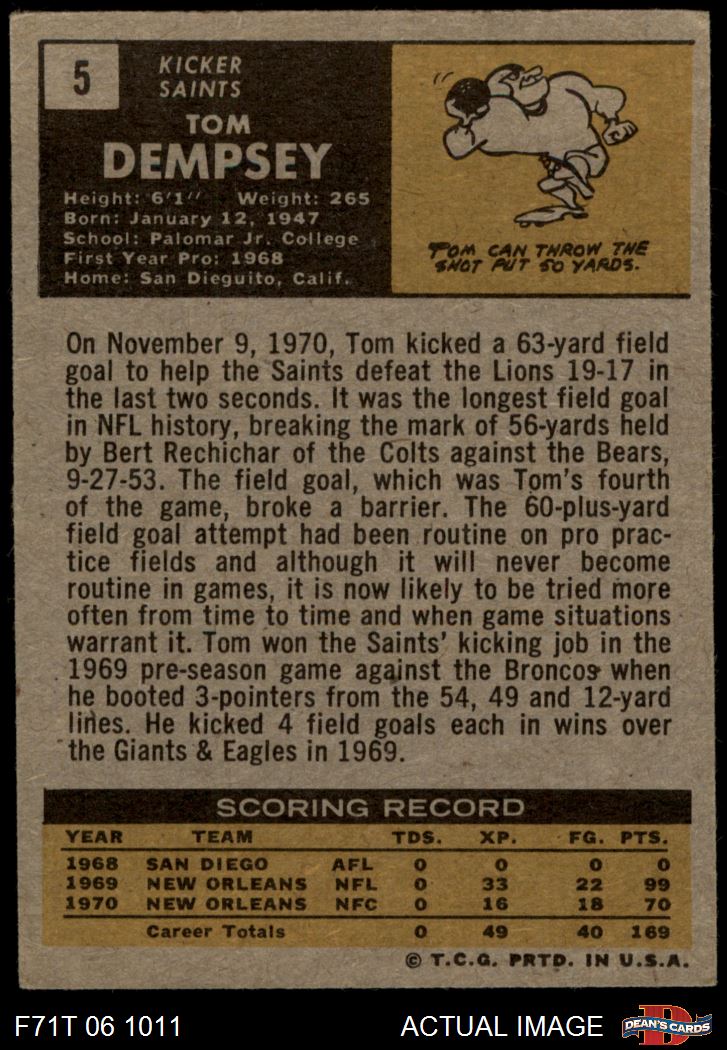 5
KICKER
SAINTS
TOM
DEMPSEY
Height: 6'1" Weight: 265
Born: January 12, 1947
School: Palomar Jr. College
First Year Pro: 1968
Home: San Dieguito, Calif.
TOM CAN THROW THE
SHOT PUT 50 YARDS.
On November 9, 1970, Tom kicked a 63-yard field
goal to help the Saints defeat the Lions 19-17 in
the last two seconds. It was the longest field goal
in NFL history, breaking the mark of 56-yards held
by Bert Rechichar of the Colts against the Bears,
9-27-53. The field goal, which was Tom's fourth
of the game, broke a barrier. The 60-plus-yard
field goal attempt had been routine on pro prac-
tice fields and although it will never become
routine in games, it is now likely to be tried more
often from time to time and when game situations
warrant it. Tom won the Saints' kicking job in the
1969 pre-season game against the Broncos when
he booted 3-pointers from the 54, 49 and 12-yard
lines. He kicked 4 field goals each in wins over
the Giants & Eagles in 1969.
SCORING RECORD
YEAR TEAM TDS. XP. FG. PTS.
1968 SAN DIEGO AFL 0 0 0 0
1969 NEW ORLEANS NFL 0 33 22 99
1970 NEW ORLEANS NFC 0 16 18 70
Career Totals 0 49 40 169
© T.C.G. PRTD. IN U.S.A.
F71T 06 1011 ACTUAL IMAGE
D
DEAN'S CARDS